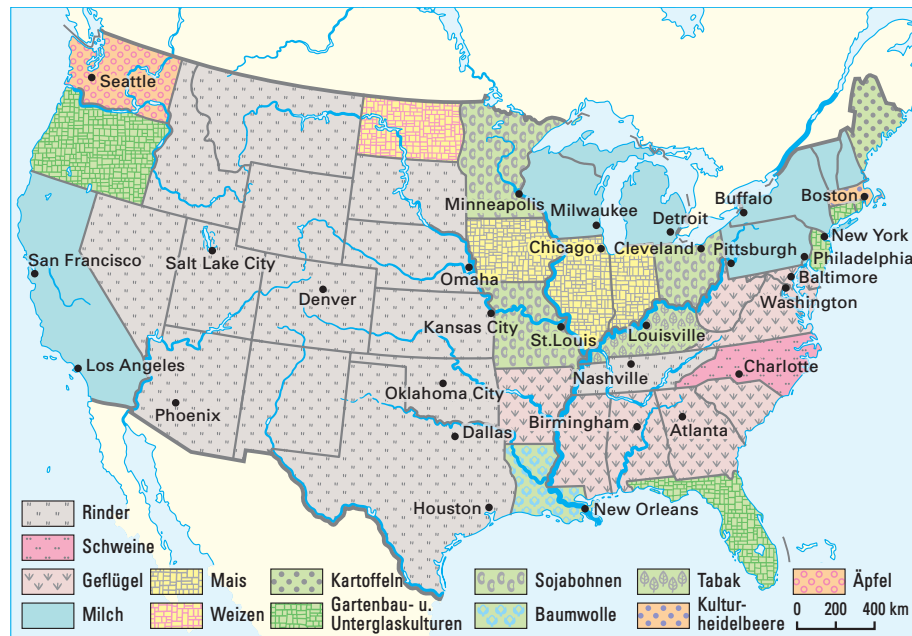 Seattle
Minneapolis
Milwaukee
Buffalo
Boston
Detroit
Chicago
Cleveland
Pittsburgh
New York
Philadelphia
Baltimore
Washington
San Francisco
Salt Lake City
Omaha
Denver
Kansas City
St. Louis
Louisville
Los Angeles
Oklahoma City
Nashville
Charlotte
Phoenix
Dallas
Birmingham
Atlanta
Houston
New Orleans
Rinder
Schweine
Geflügel
Mais
Kartoffeln
Sojabohnen
Tabak
Äpfel
Milch
Weizen
Gartenbau- u.
Unterglaskulturen
Baumwolle
Kultur-
heidelbeere
0 200 400 km